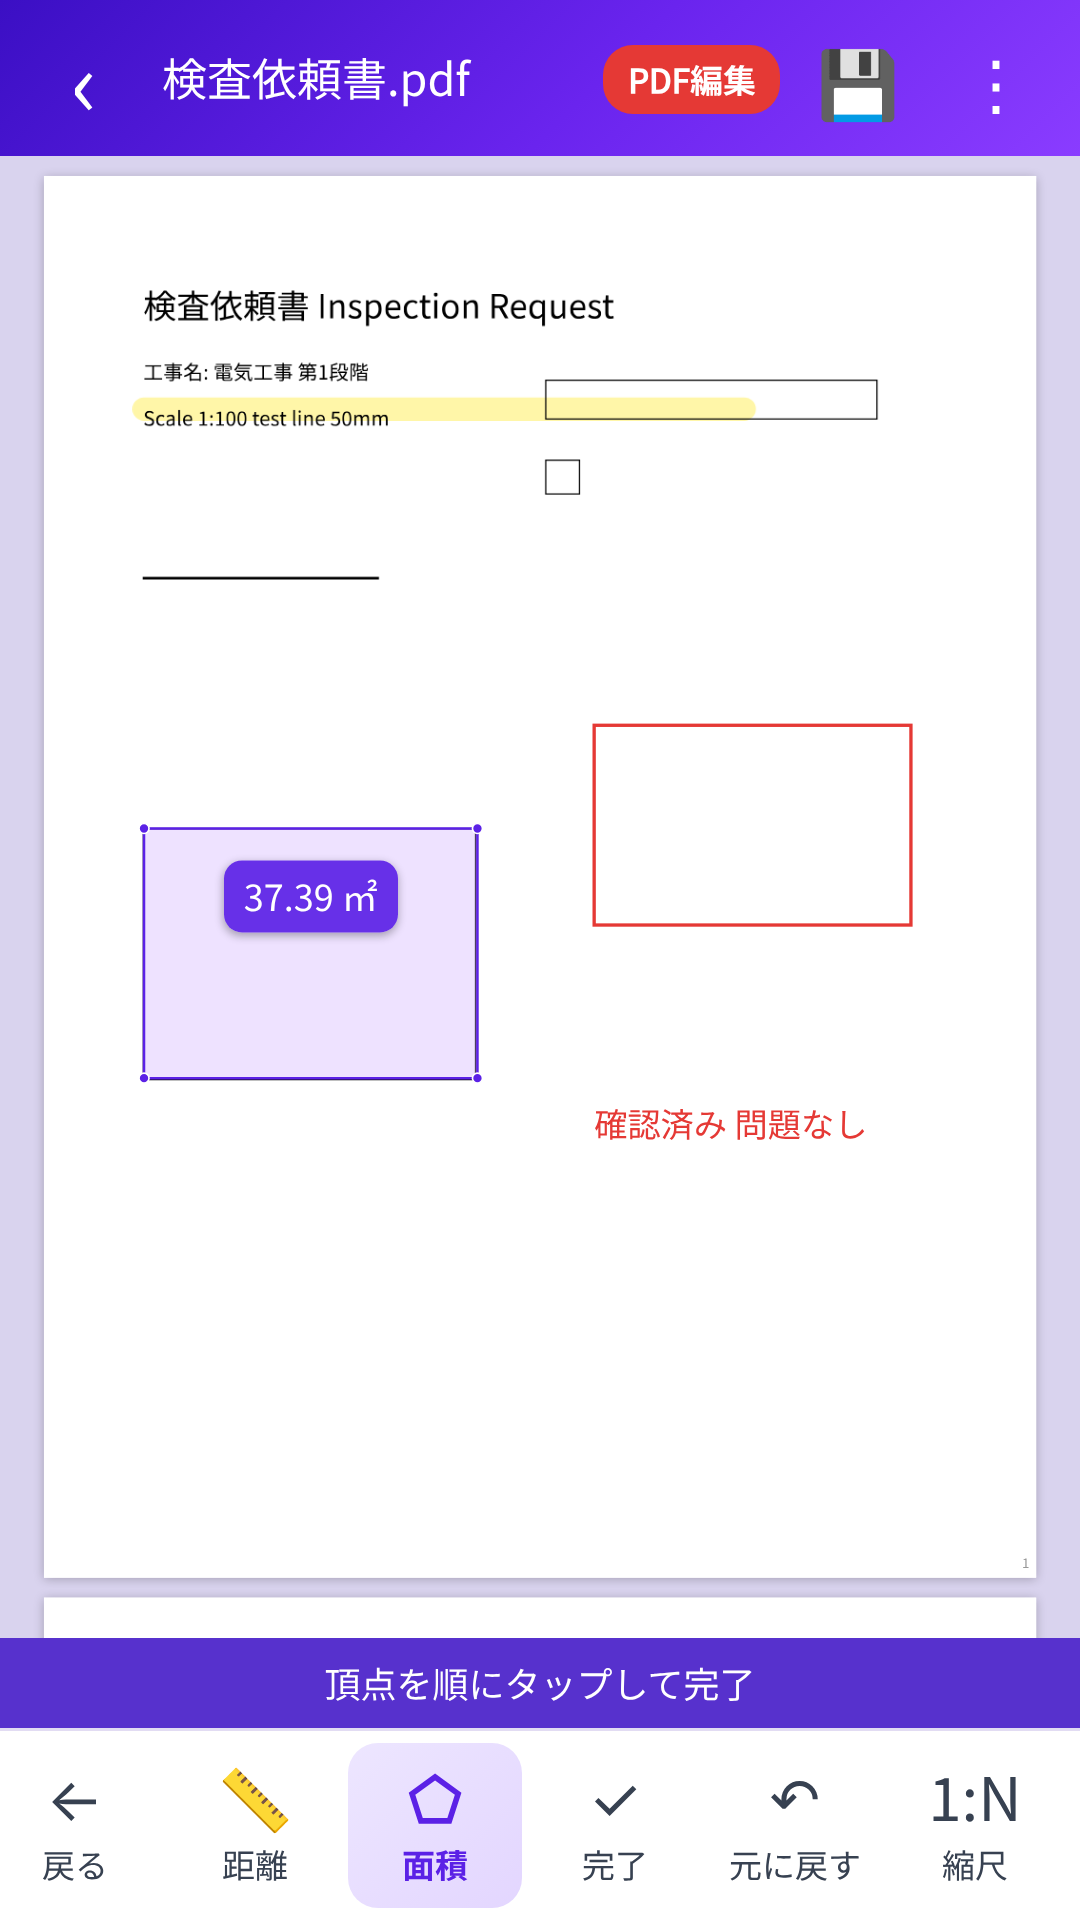 検査依頼書.pdf
PDF編集
検査依頼書 Inspection Request
工事名: 電気工事 第1段階
Scale 1:100 test line 50mm
37.39 ㎡
確認済み 問題なし
1
頂点を順にタップして完了
戻る
距離
面積
完了
元に戻す
1:N
縮尺